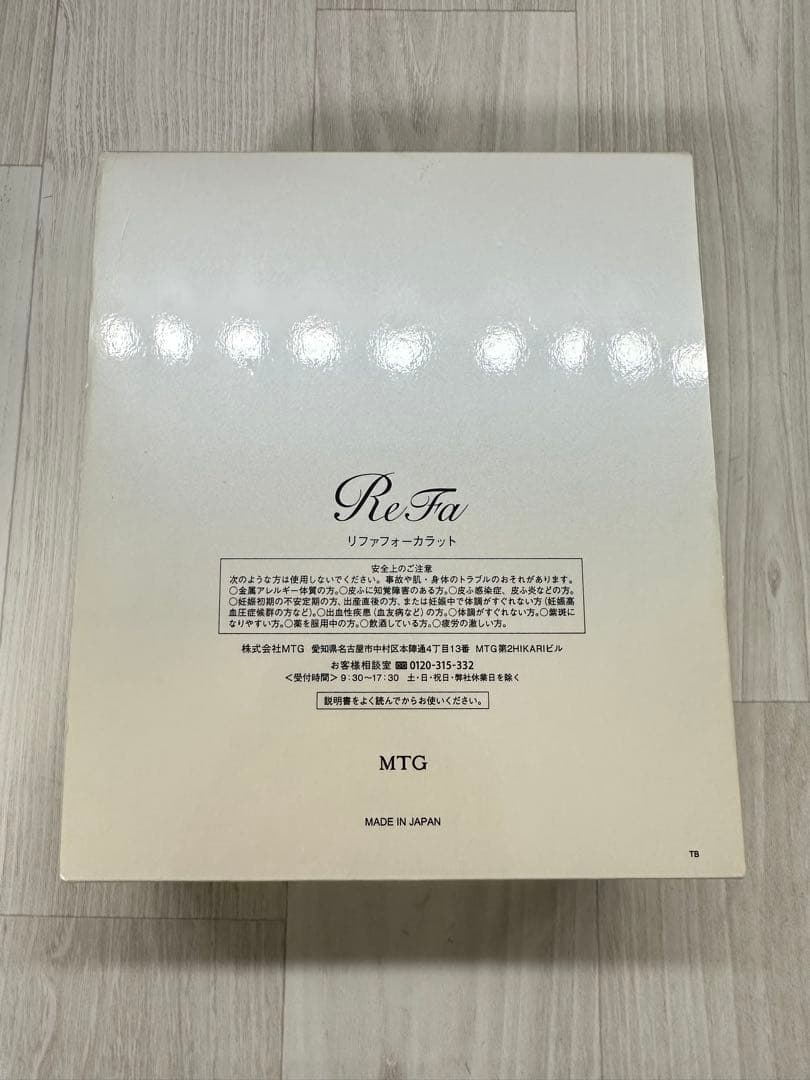 ReFa
リファフォーカラット
安全上のご注意
次のような方は使用しないでください。事故や肌・身体のトラブルのおそれがあります。
○金属アレルギー体質の方。○皮ふに知覚障害のある方。○皮ふ感染症、皮ふ炎などの方。
○妊娠初期の不安定期の方、出産直後の方、または妊娠中で体調がすぐれない方（妊娠高
血圧症候群の方など）。○出血性疾患（血友病など）の方。○体調がすぐれない方。○紫斑に
なりやすい方。○薬を服用中の方。○飲酒している方。○疲労の激しい方。
株式会社MTG 愛知県名古屋市中村区本陣通4丁目13番 MTG第2HIKARIビル
お客様相談室 0120-315-332
＜受付時間＞9：30〜17：30 土・日・祝日・弊社休業日を除く
説明書をよく読んでからお使いください。
MTG
MADE IN JAPAN
TB